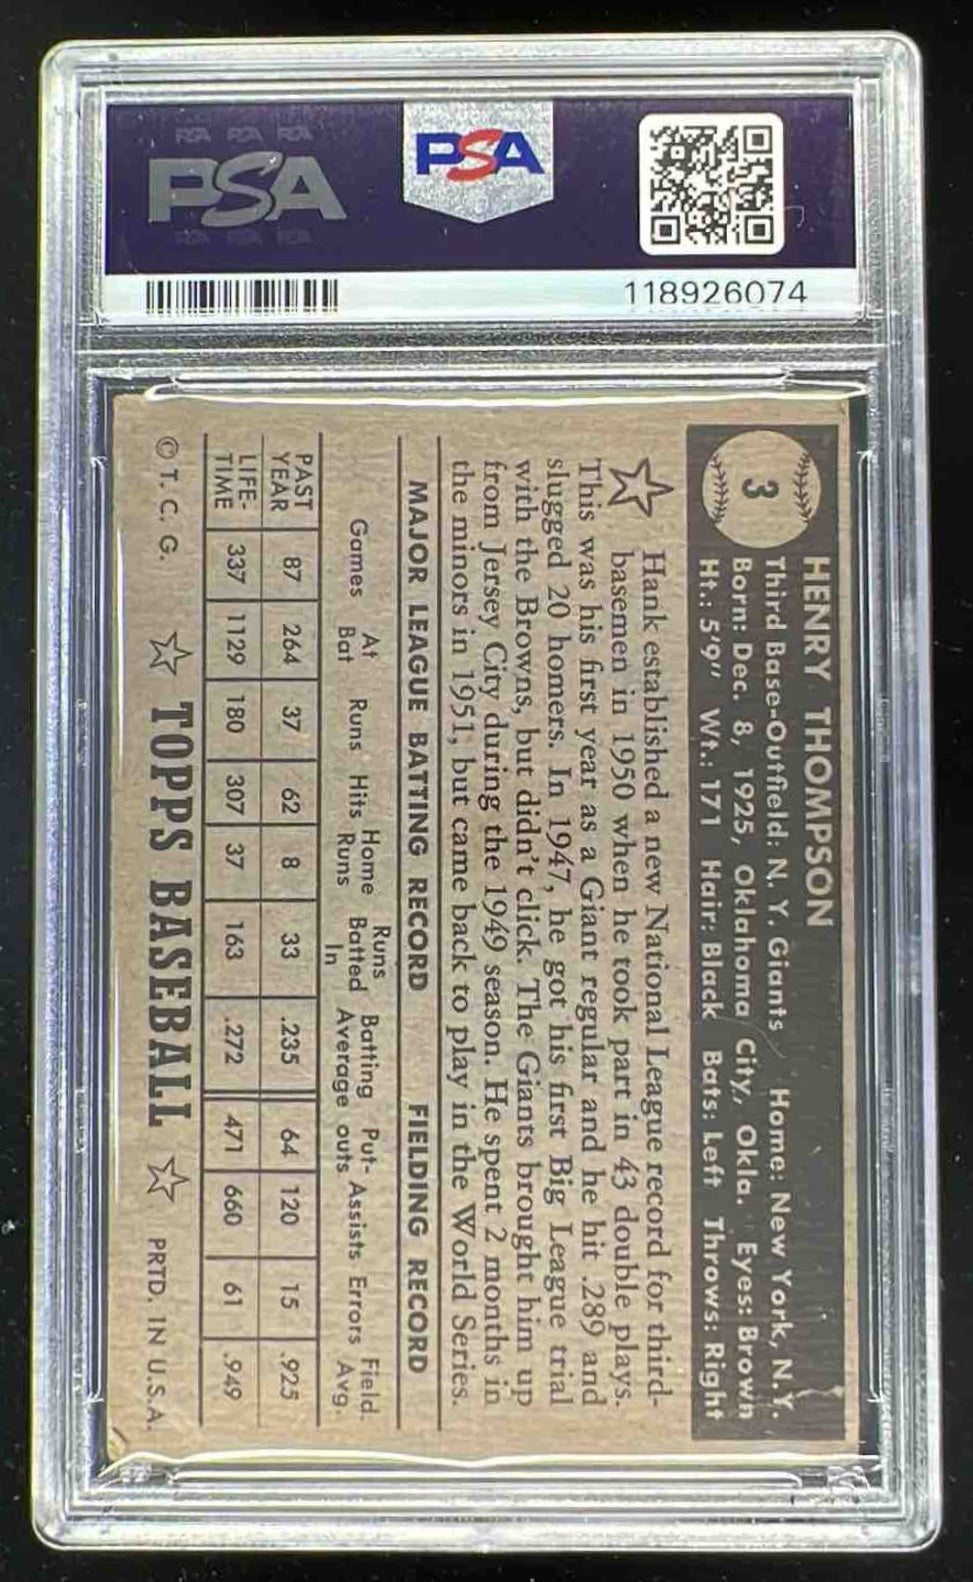 PSA PSA PSA
PSA
PSA PSA PSA
PSA
118926074
3
HENRY THOMPSON
Third Base-Outfield: N. Y. Giants Home: New York, N.Y.
Born: Dec. 8, 1925, Oklahoma City, Okla. Eyes: Brown
Ht.: 5'9" Wt.: 171 Hair: Black Bats: Left Throws: Right
Hank established a new National League record for third-
basemen in 1950 when he took part in 43 double plays.
This was his first year as a Giant regular and he hit .289 and
slugged 20 homers. In 1947, he got his first Big League trial
with the Browns, but didn't click. The Giants brought him up
from Jersey City during the 1949 season. He spent 2 months in
the minors in 1951, but came back to play in the World Series.
MAJOR LEAGUE BATTING RECORD FIELDING RECORD
Games At Bat Runs Hits Home Runs Runs Batted In Batting Average Put-outs Assists Errors Field. Avg.
PAST YEAR 87 264 37 62 8 33 .235 64 120 15 .925
LIFE-TIME 337 1129 180 307 37 163 .272 471 660 61 .949
© T. C. G. ☆ TOPPS BASEBALL ☆ PRTD. IN U.S.A.